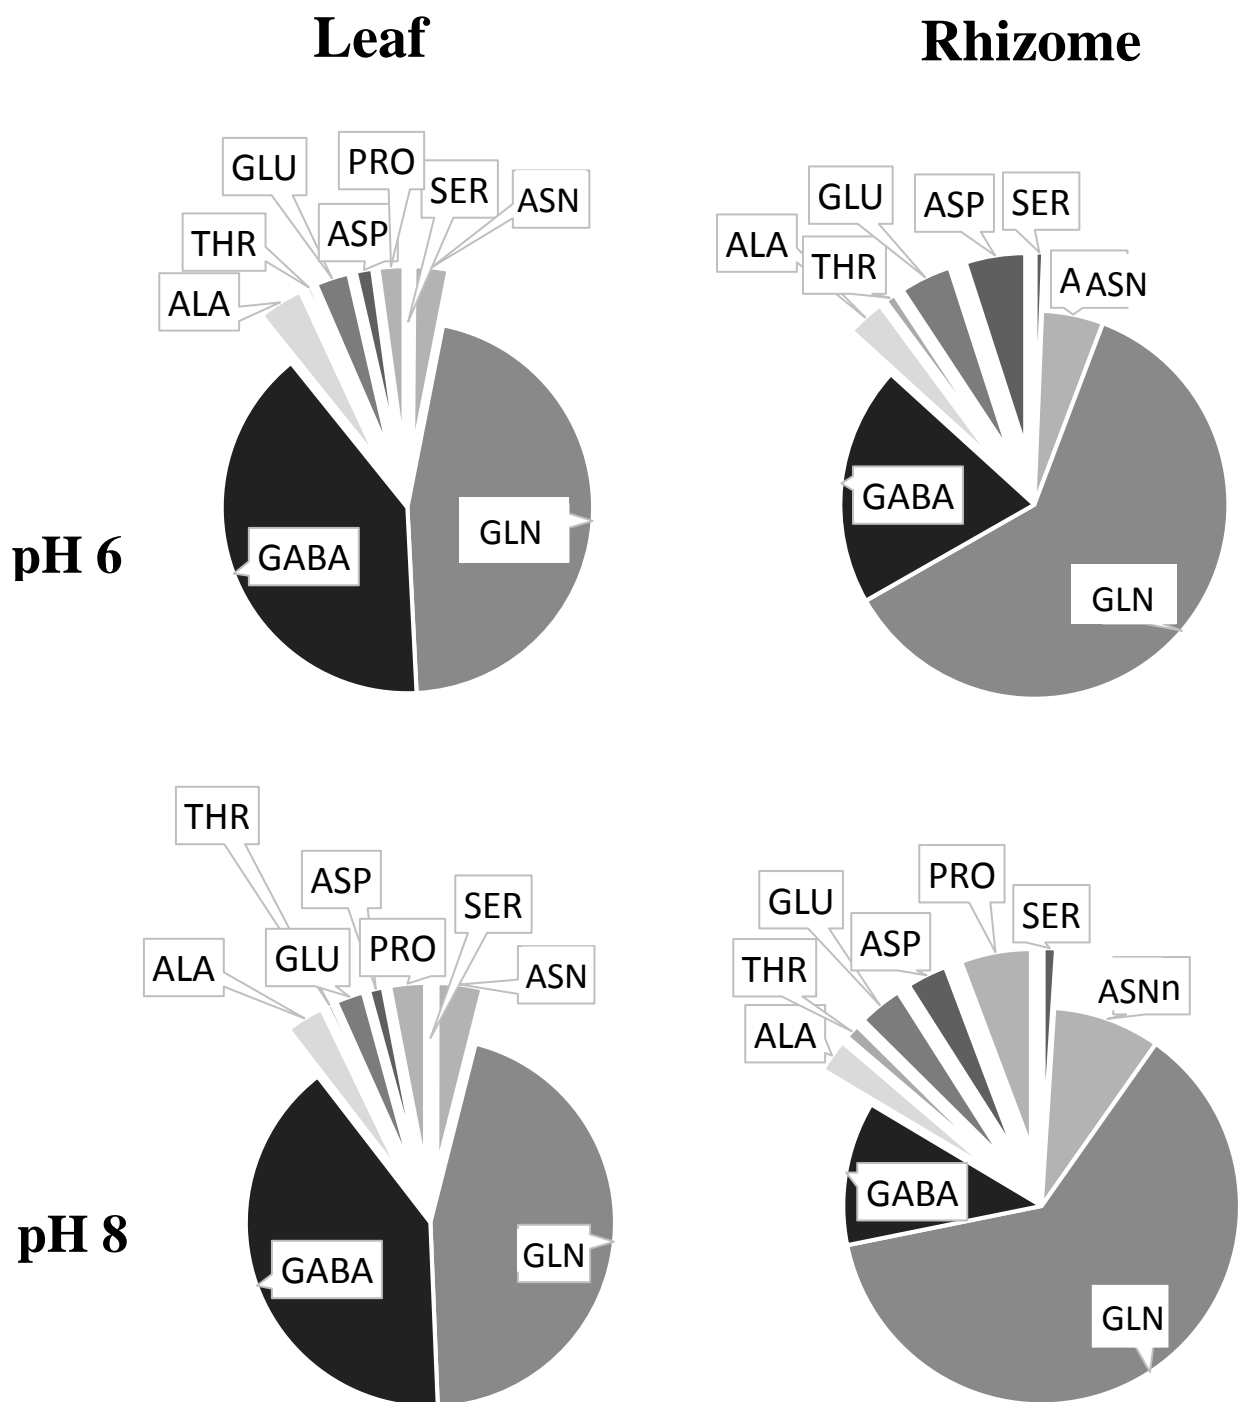 Leaf
Rhizome
GLU
PRO
SER
ASN
THR
ASP
ALA
GABA
GLN
pH 6
GLU
ASP
SER
ALA
THR
A
ASN
GABA
GLN
THR
ASP
SER
ALA
GLU
PRO
ASN
GABA
GLN
pH 8
PRO
GLU
SER
ASP
THR
ASNn
ALA
GABA
GLN